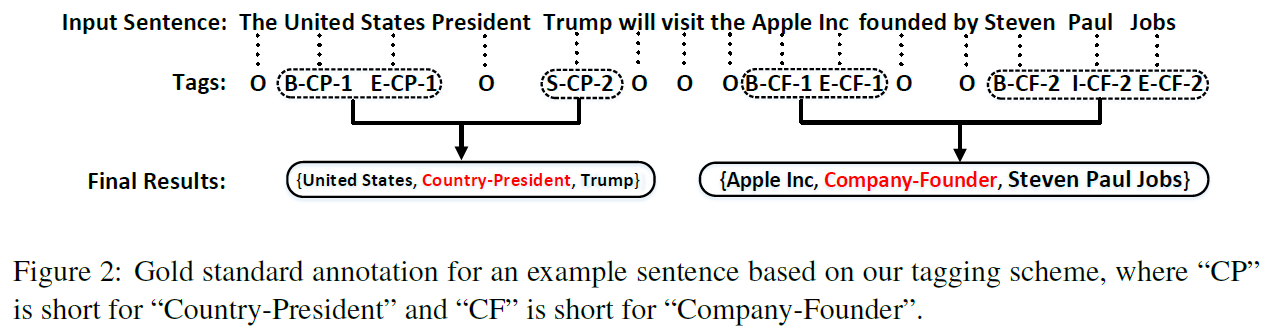 Input Sentence: The United States President Trump will visit the Apple Inc founded by Steven Paul Jobs
Tags: O B-CP-1 E-CP-1 O S-CP-2 O O O B-CF-1 E-CF-1 O O B-CF-2 I-CF-2 E-CF-2
Final Results: {United States, Country-President, Trump} {Apple Inc, Company-Founder, Steven Paul Jobs}
Figure 2: Gold standard annotation for an example sentence based on our tagging scheme, where “CP”
is short for “Country-President” and “CF” is short for “Company-Founder”.